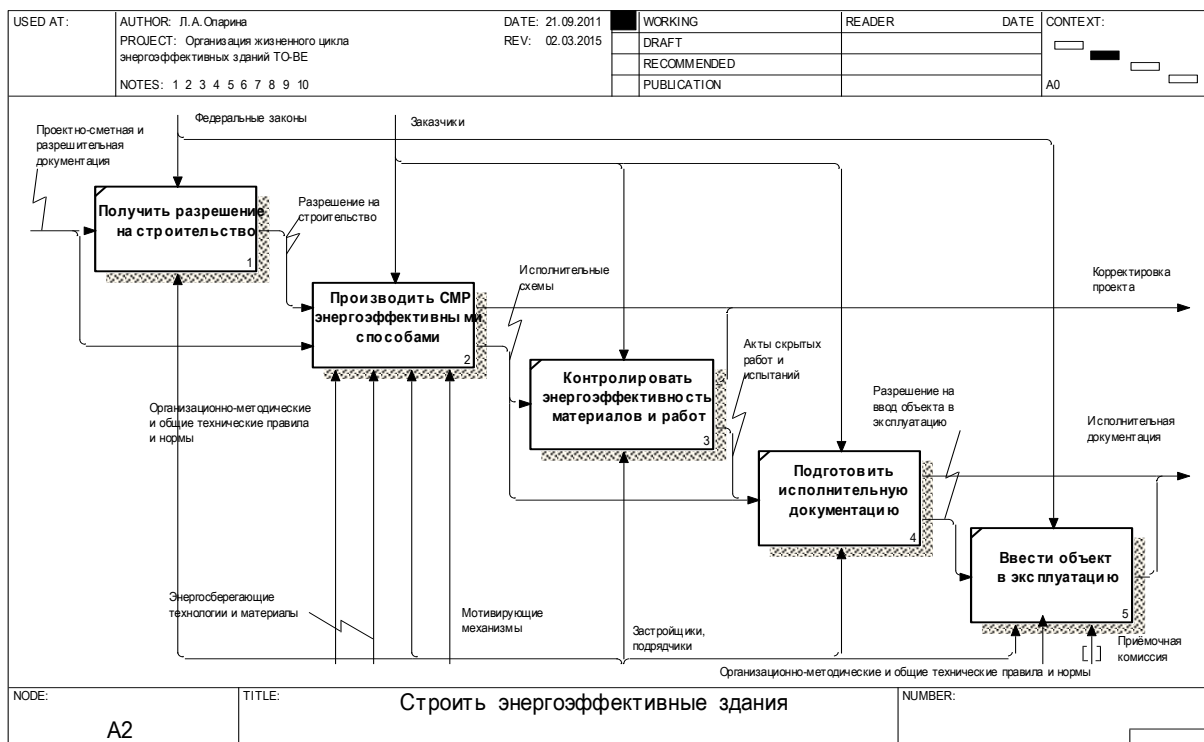 USED AT:
AUTHOR: Л.А.Опарина
DATE: 21.09.2011
WORKING
READER
DATE
CONTEXT:
PROJECT: Организация жизненного цикла
REV: 02.03.2015
DRAFT
энергоэффективных зданий TO-BE
RECOMMENDED
NOTES: 1 2 3 4 5 6 7 8 9 10
PUBLICATION
A0
Федеральные законы
Заказчики
Проектно-сметная и
разрешительная
документация
Получить разрешение
на строительство
1
Разрешение на
строительство
Исполнительные
схемы
Корректировка
проекта
Производить СМР
энергоэффективными
способами
2
Акты скрытых
работ и
испытаний
Контролировать
энергоэффективность
материалов и работ
3
Разрешение на
ввод объекта в
эксплуатацию
Организационно-методические
и общие технические правила
и нормы
Исполнительная
документация
Подготовить
исполнительную
документацию
4
Ввести объект
в эксплуатацию
5
Энергосберегающие
технологии и материалы
Мотивирующие
механизмы
Застройщики,
подрядчики
Приёмочная
комиссия
Организационно-методические и общие технические правила и нормы
NODE:
TITLE:
Строить энергоэффективные здания
NUMBER:
A2